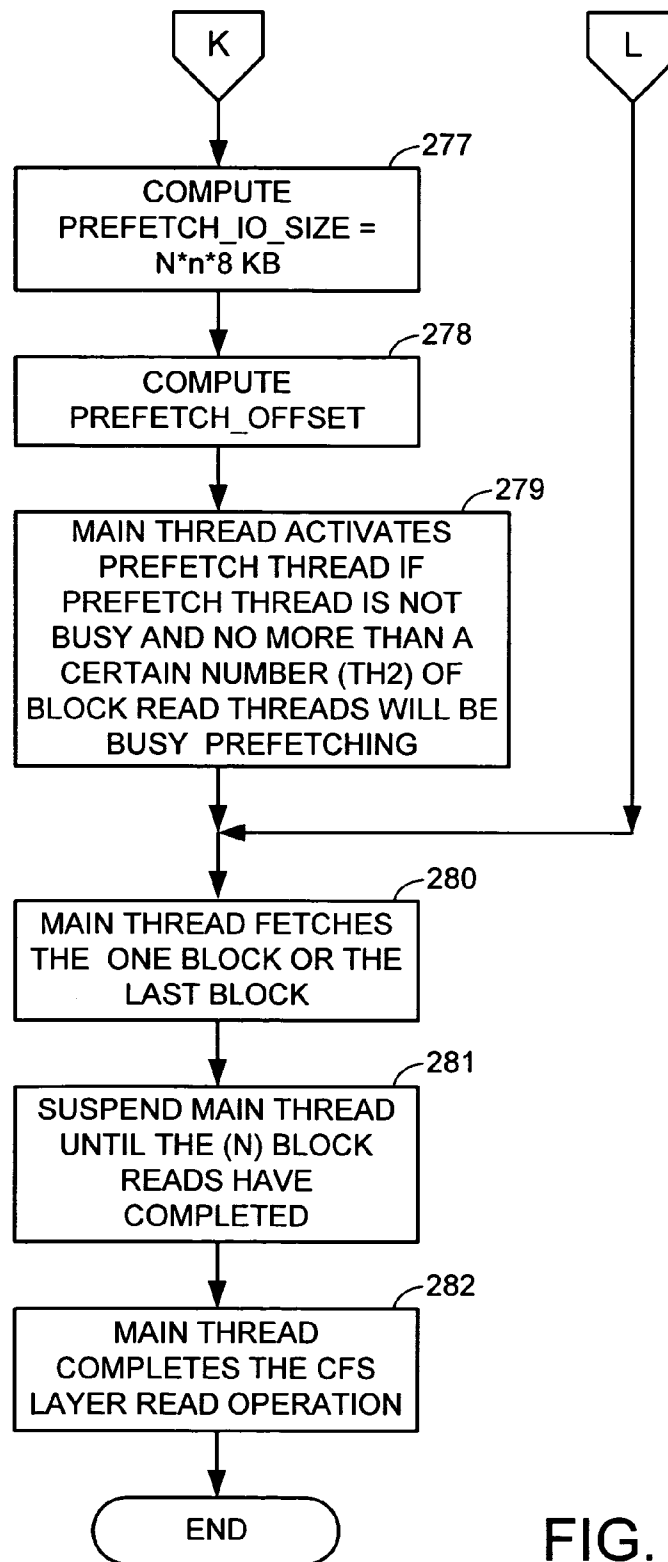 K
L
277
COMPUTE
PREFETCH_IO_SIZE =
N*n*8 KB
278
COMPUTE
PREFETCH_OFFSET
279
MAIN THREAD ACTIVATES
PREFETCH THREAD IF
PREFETCH THREAD IS NOT
BUSY AND NO MORE THAN A
CERTAIN NUMBER (TH2) OF
BLOCK READ THREADS WILL BE
BUSY PREFETCHING
280
MAIN THREAD FETCHES
THE ONE BLOCK OR THE
LAST BLOCK
281
SUSPEND MAIN THREAD
UNTIL THE (N) BLOCK
READS HAVE
COMPLETED
282
MAIN THREAD
COMPLETES THE CFS
LAYER READ OPERATION
END
FIG.